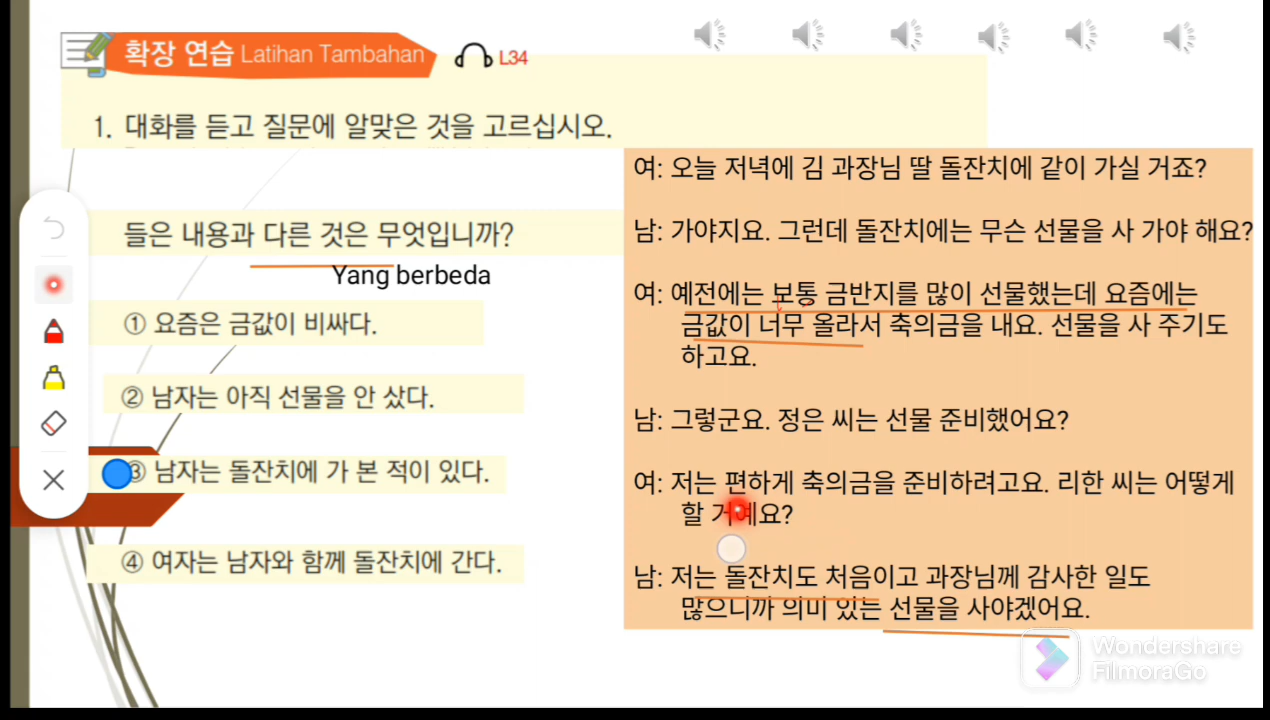 확장 연습 Latihan Tambahan L34
1. 대화를 듣고 질문에 알맞은 것을 고르십시오.
들은 내용과 다른 것은 무엇입니까?
Yang berbeda
① 요즘은 금값이 비싸다.
② 남자는 아직 선물을 안 샀다.
③ 남자는 돌잔치에 가 본 적이 있다.
④ 여자는 남자와 함께 돌잔치에 간다.
여: 오늘 저녁에 김 과장님 딸 돌잔치에 같이 가실 거죠?
남: 가야지요. 그런데 돌잔치에는 무슨 선물을 사 가야 해요?
여: 예전에는 보통 금반지를 많이 선물했는데 요즘에는
금값이 너무 올라서 축의금을 내요. 선물을 사 주기도
하고요.
남: 그렇군요. 정은 씨는 선물 준비했어요?
여: 저는 편하게 축의금을 준비하려고요. 리한 씨는 어떻게
할 거예요?
남: 저는 돌잔치도 처음이고 과장님께 감사한 일도
많으니까 의미 있는 선물을 사야겠어요.
Wondershare
FilmoraGo